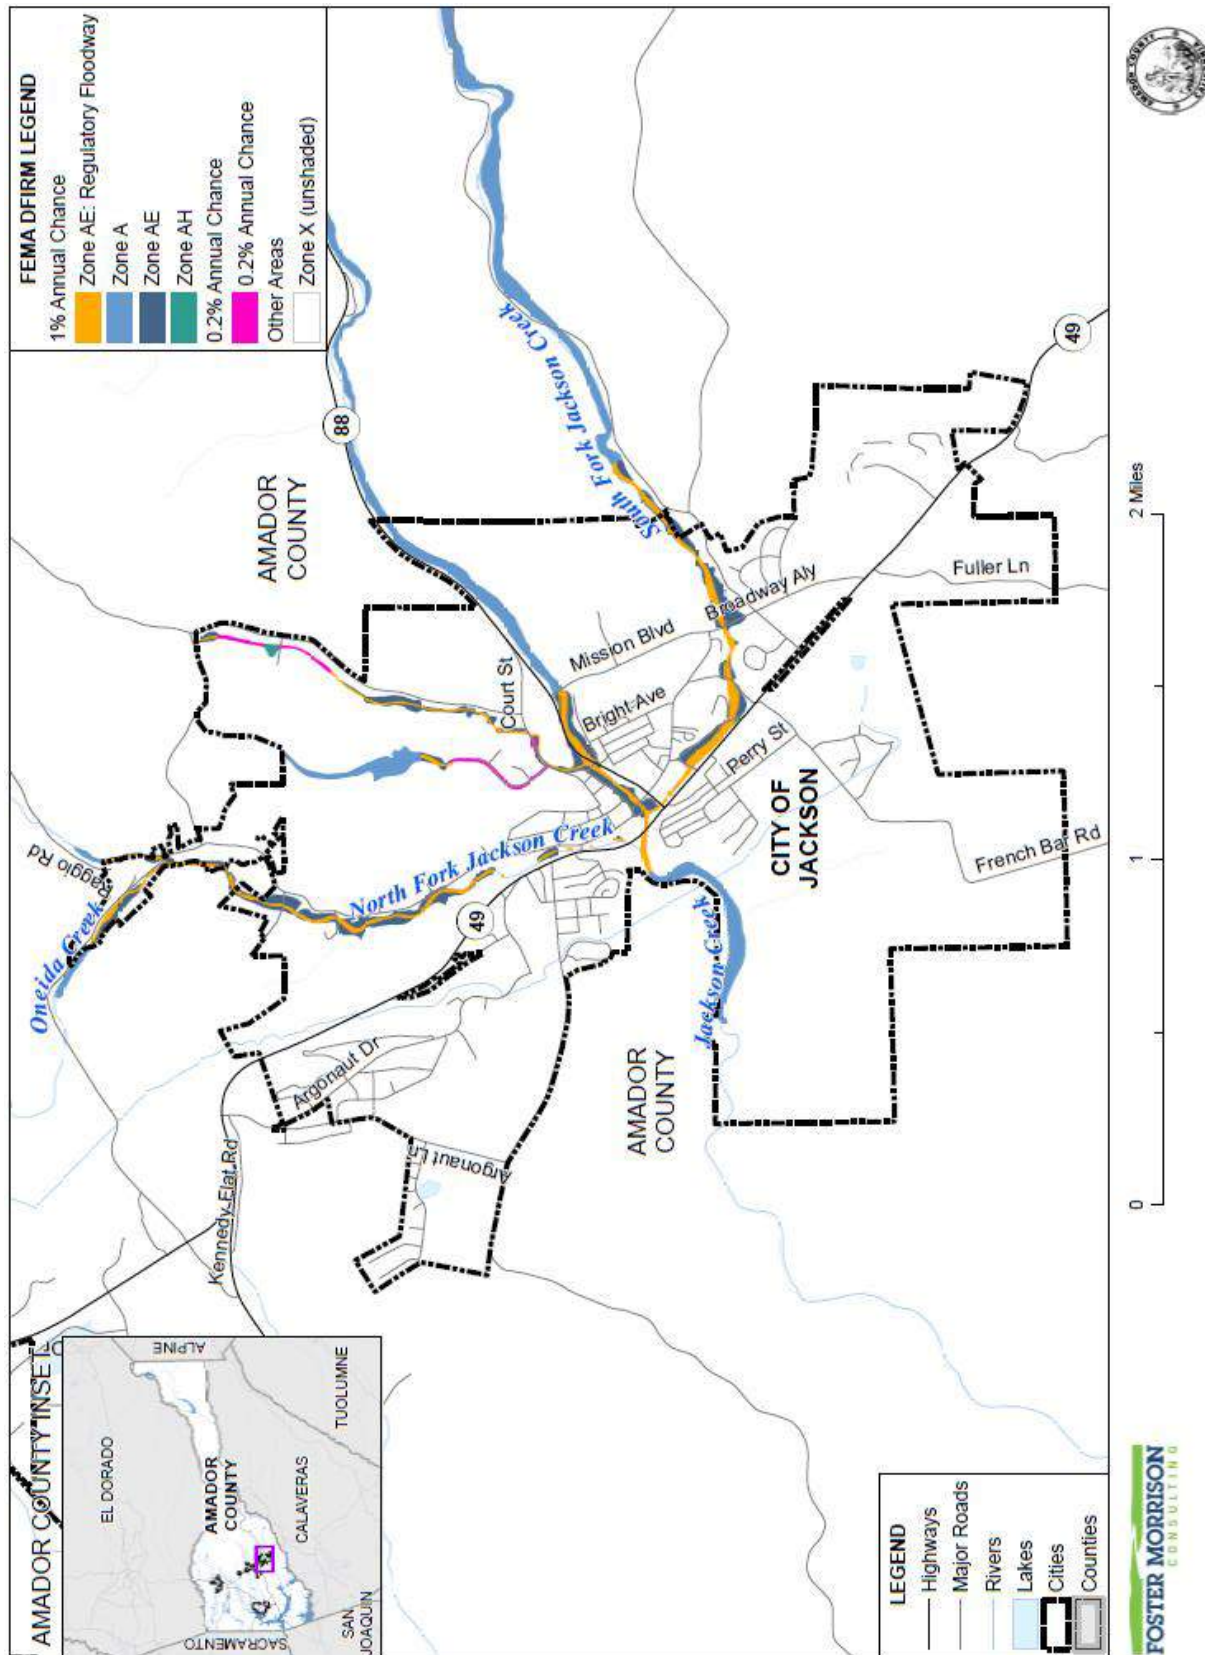 AMADOR COUNTY INSET
EL DORADO
ALPINE
AMADOR
COUNTY
SACRAMENTO
CALAVERAS
TUOLUMNE
SAN
JOAQUIN
FEMA DFIRM LEGEND
1% Annual Chance
Zone AE: Regulatory Floodway
Zone A
Zone AE
Zone AH
0.2% Annual Chance
0.2% Annual Chance
Other Areas
Zone X (unshaded)
Oneida Creek
Raggio Rd
Kennedy Flat Rd
Argonaut Dr
Argonaut Ln
49
North Fork Jackson Creek
AMADOR
COUNTY
88
Court St
Mission Blvd
Bright Ave
Broadway Aly
South Fork Jackson Creek
Perry St
CITY OF
JACKSON
Jackson Creek
AMADOR
COUNTY
French Bar Rd
Fuller Ln
49
LEGEND
Highways
Major Roads
Rivers
Lakes
Cities
Counties
FOSTER MORRISON
CONSULTING
0
1
2 Miles
AMADOR COUNTY